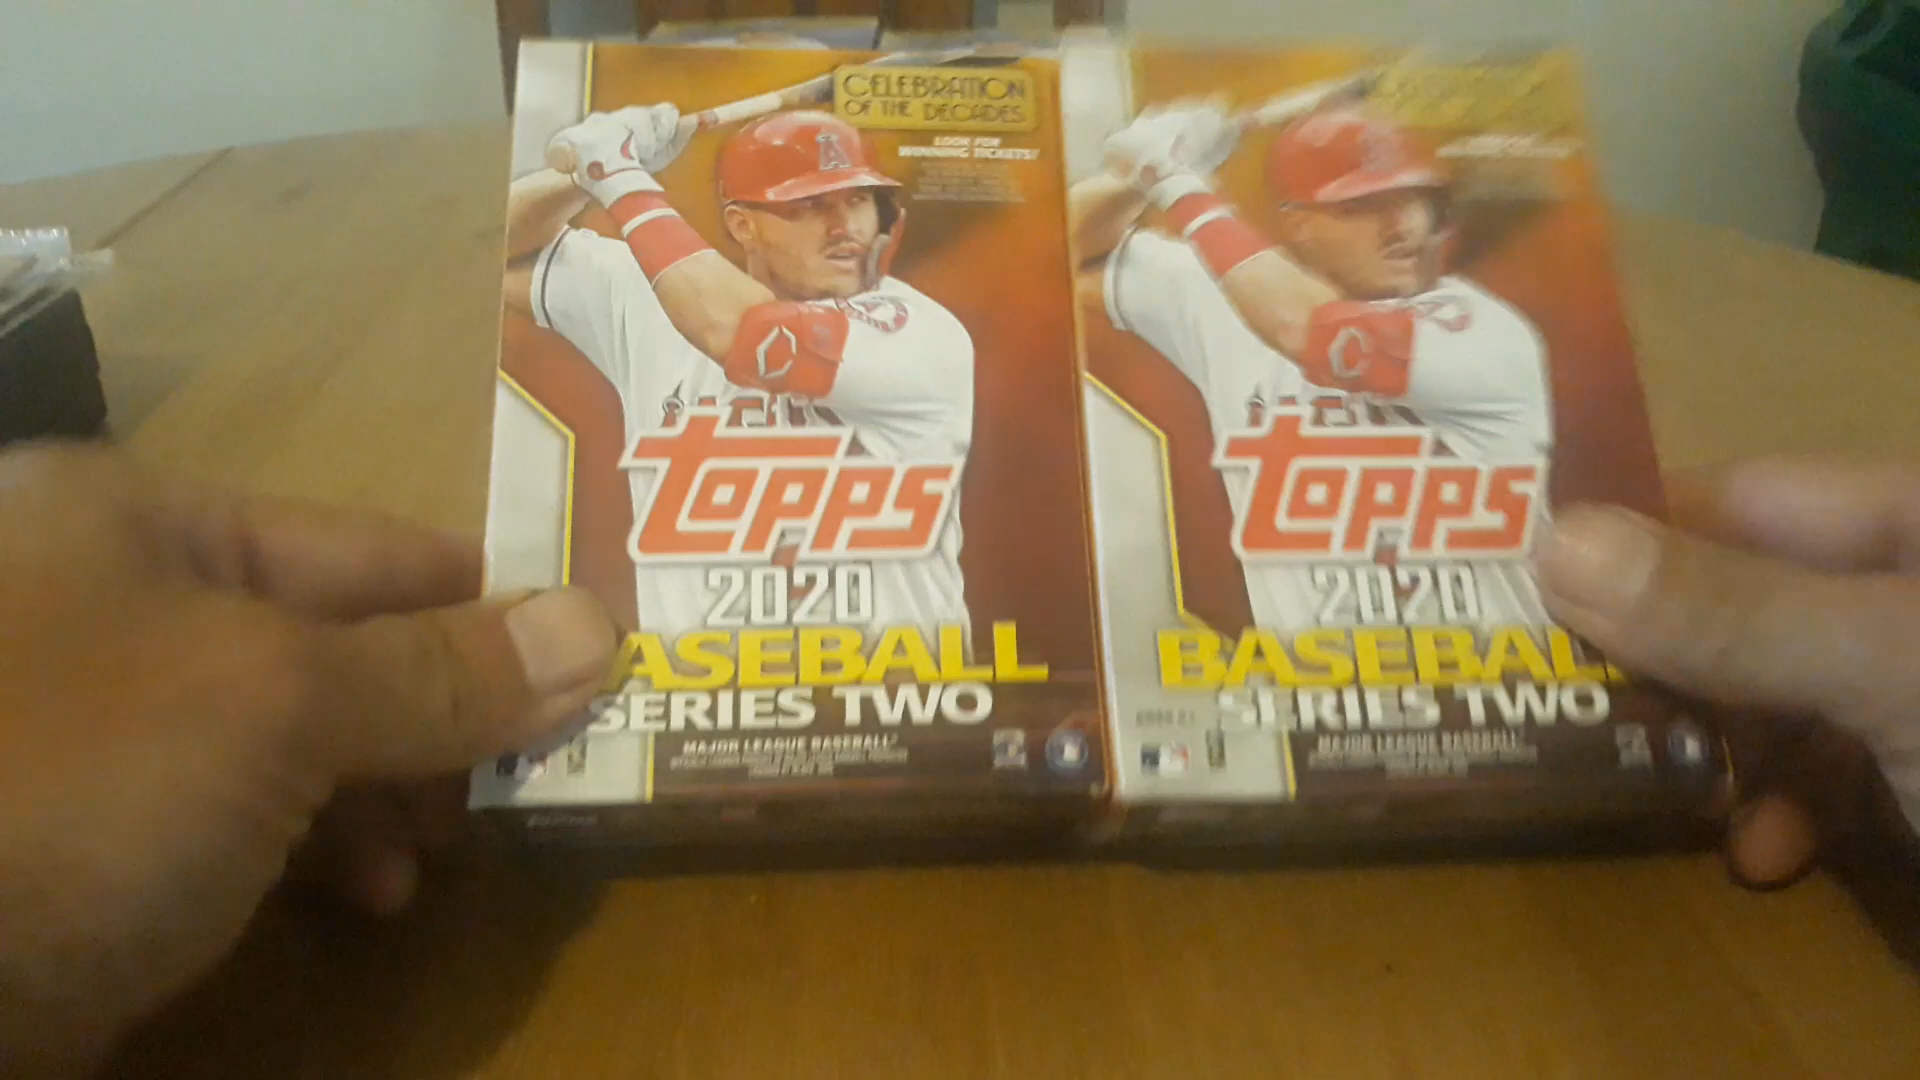 CELEBRATION
OF THE DECADES
LOOK FOR
WINNING TICKETS!
A
Topps
2020
ASEBALL
SERIES TWO
MAJOR LEAGUE BASEBALL
Topps
2020
BASEBALL
SERIES TWO
MAJOR LEAGUE BASEBALL